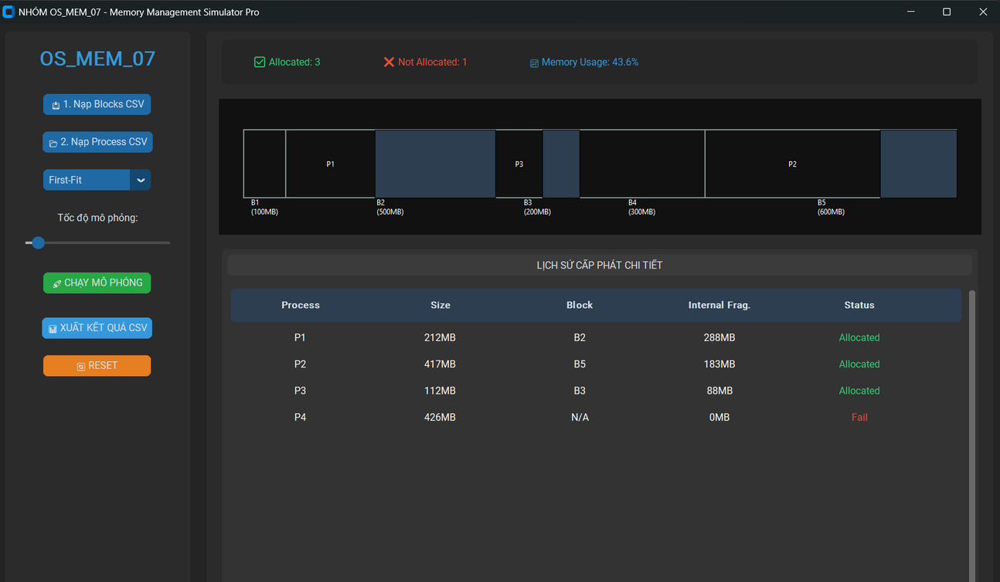 NHÓM OS_MEM_07 - Memory Management Simulator Pro
OS_MEM_07
1. Nạp Blocks CSV
2. Nạp Process CSV
First-Fit
Tốc độ mô phỏng:
CHẠY MÔ PHỎNG
XUẤT KẾT QUẢ CSV
RESET
Allocated: 3 Not Allocated: 1 Memory Usage: 43.6%
P1 P3 P2
B1 B2 B3 B4 B5
(100MB) (500MB) (200MB) (300MB) (600MB)
LỊCH SỬ CẤP PHÁT CHI TIẾT
Process Size Block Internal Frag. Status
P1 212MB B2 288MB Allocated
P2 417MB B5 183MB Allocated
P3 112MB B3 88MB Allocated
P4 426MB N/A 0MB Fail